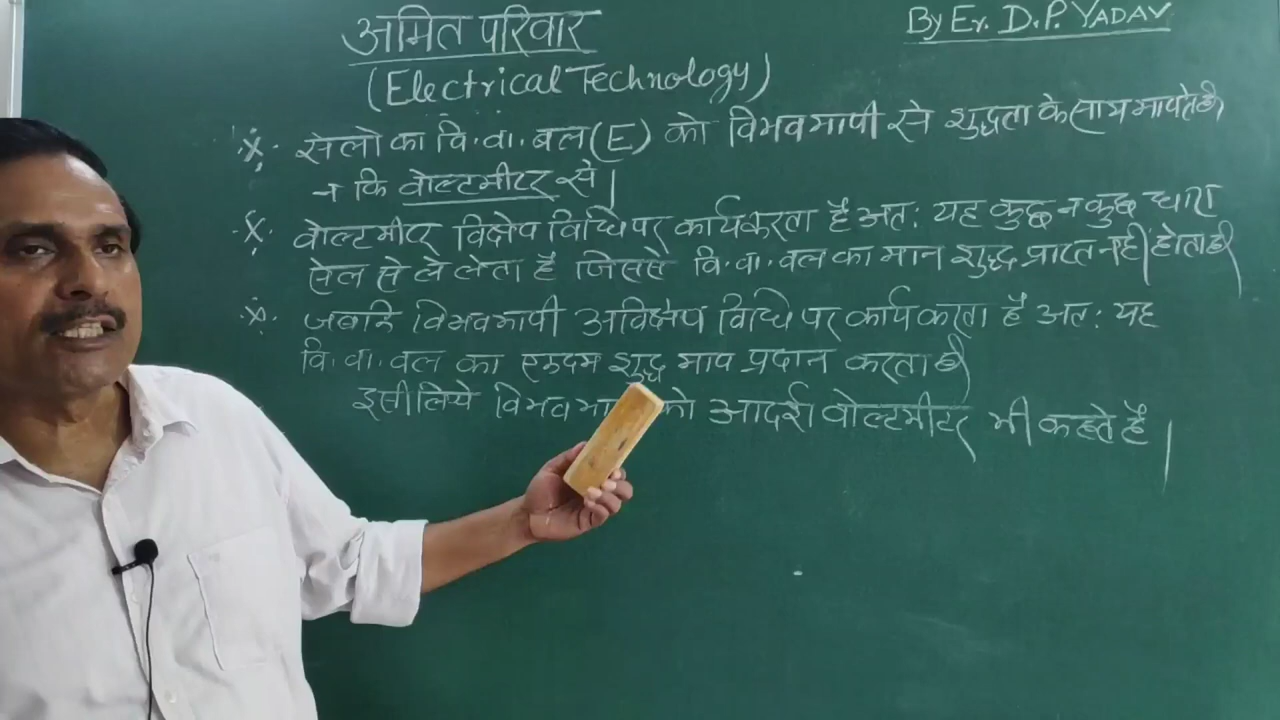 अमित परिवार
By Er. D.P. YADAV
(Electrical Technology)
सेलो का वि. वा. बल (E) को विभवमापी से शुद्धता के साथ मापते है,
न कि वोल्टमीटर से |
वोल्टमीटर विक्षेप विधि पर कार्य करता है अतः यह कुछ न कुछ धारा
सेल से ले लेता है जिससे वि. वा. बल का मान शुद्ध प्राप्त नही होता है|
जबकि विभवमापी अविक्षेप विधि पर कार्य करता है अतः यह
वि. वा. बल का एकदम शुद्ध माप प्रदान करता है|
इसीलिये विभवमा को आदर्श वोल्टमीटर भी कहते है |